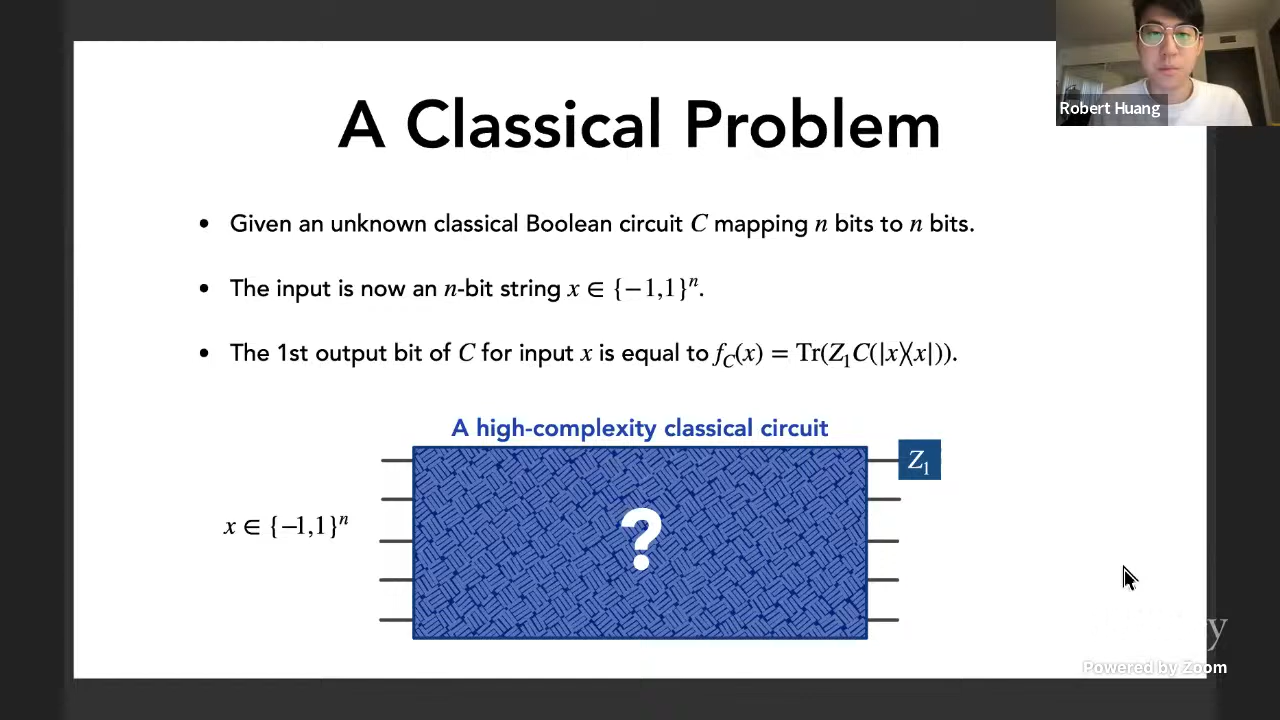 Robert Huang
A Classical Problem
• Given an unknown classical Boolean circuit C mapping n bits to n bits.
• The input is now an n-bit string x ∈ {−1,1}ⁿ.
• The 1st output bit of C for input x is equal to f_C(x) = Tr(Z₁C(|x⟩⟨x|)).
A high-complexity classical circuit
Z₁
x ∈ {−1,1}ⁿ
?
Powered by Zoom